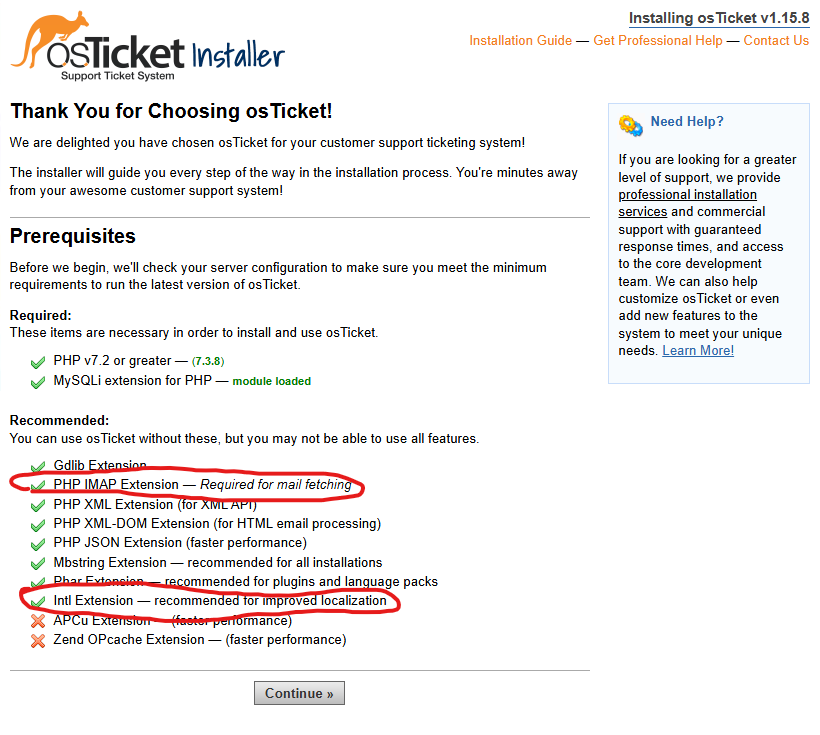 osTicket Installer
Support Ticket System
Installing osTicket v1.15.8
Installation Guide — Get Professional Help — Contact Us
Thank You for Choosing osTicket!
We are delighted you have chosen osTicket for your customer support ticketing system!
The installer will guide you every step of the way in the installation process. You're minutes away
from your awesome customer support system!
Prerequisites
Before we begin, we'll check your server configuration to make sure you meet the minimum
requirements to run the latest version of osTicket.
Required:
These items are necessary in order to install and use osTicket.
PHP v7.2 or greater — (7.3.8)
MySQLi extension for PHP — module loaded
Recommended:
You can use osTicket without these, but you may not be able to use all features.
Gdlib Extension
PHP IMAP Extension — Required for mail fetching
PHP XML Extension (for XML API)
PHP XML-DOM Extension (for HTML email processing)
PHP JSON Extension (faster performance)
Mbstring Extension — recommended for all installations
Phar Extension — recommended for plugins and language packs
Intl Extension — recommended for improved localization
APCu Extension — (faster performance)
Zend OPcache Extension — (faster performance)
Continue »
Need Help?
If you are looking for a greater
level of support, we provide
professional installation
services and commercial
support with guaranteed
response times, and access
to the core development
team. We can also help
customize osTicket or even
add new features to the
system to meet your unique
needs. Learn More!